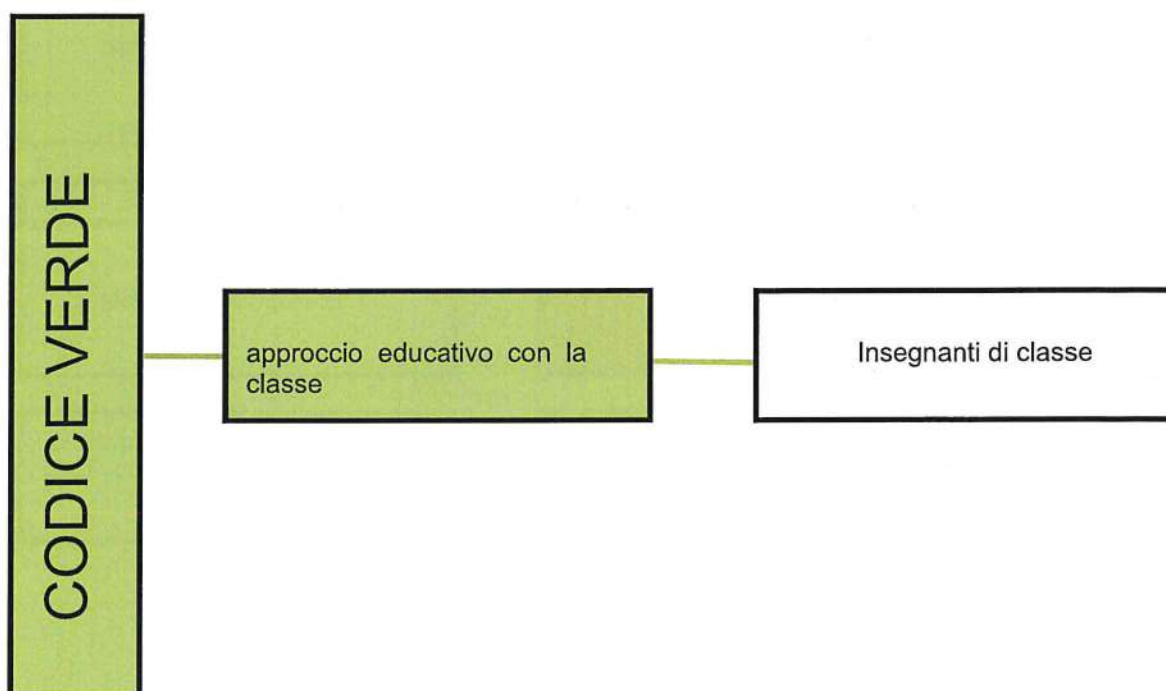 CODICE VERDE
approccio educativo con la
classe
Insegnanti di classe